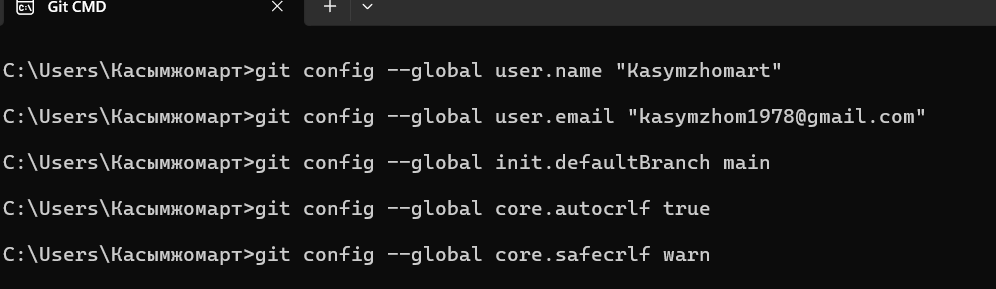 Git CMD
C:\Users\Касымжомарт>git config --global user.name "Kasymzhomart"
C:\Users\Касымжомарт>git config --global user.email "kasymzhom1978@gmail.com"
C:\Users\Касымжомарт>git config --global init.defaultBranch main
C:\Users\Касымжомарт>git config --global core.autocrlf true
C:\Users\Касымжомарт>git config --global core.safecrlf warn